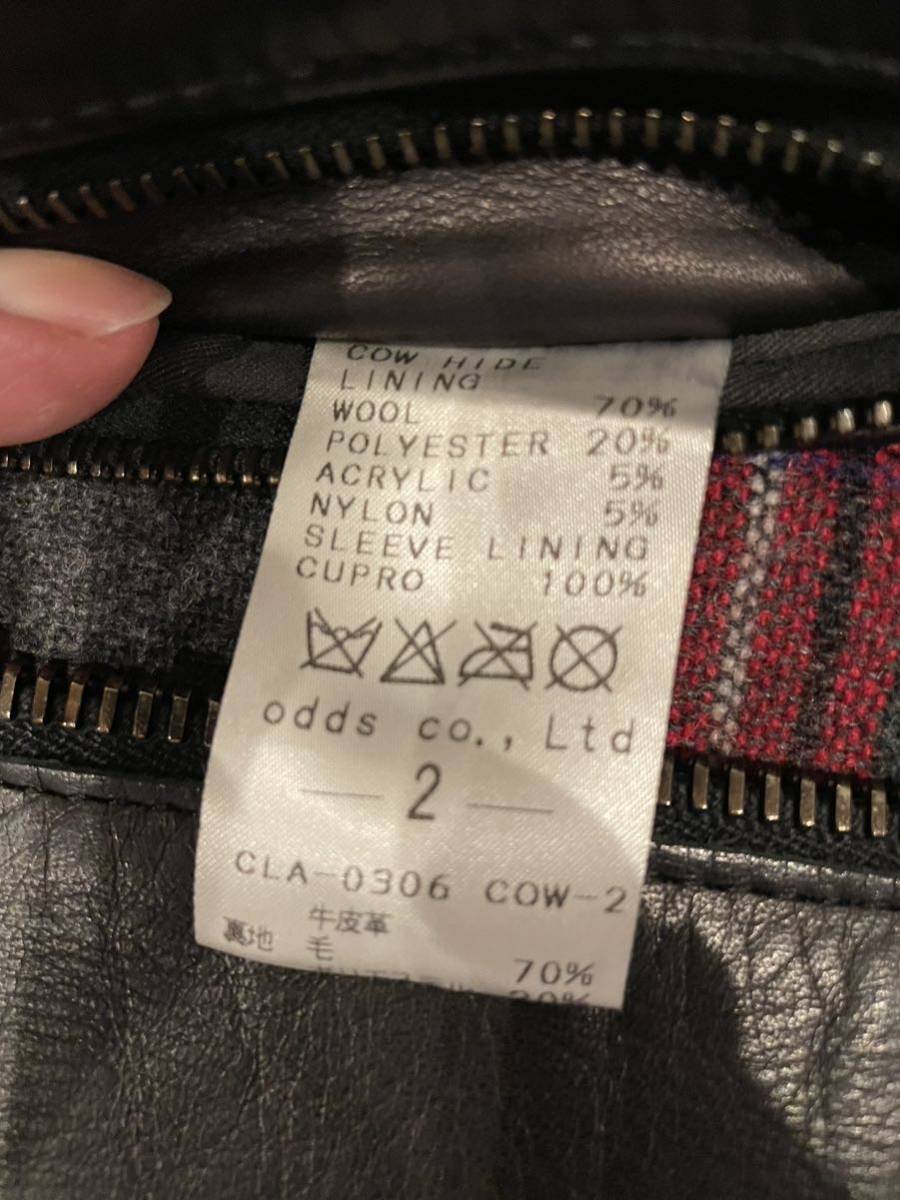 COW HIDE
LINING
WOOL 70%
POLYESTER 20%
ACRYLIC 5%
NYLON 5%
SLEEVE LINING
CUPRO 100%
odds co., Ltd
2
CLA-0306 COW-2
牛皮革
裏地 毛 70%
20%